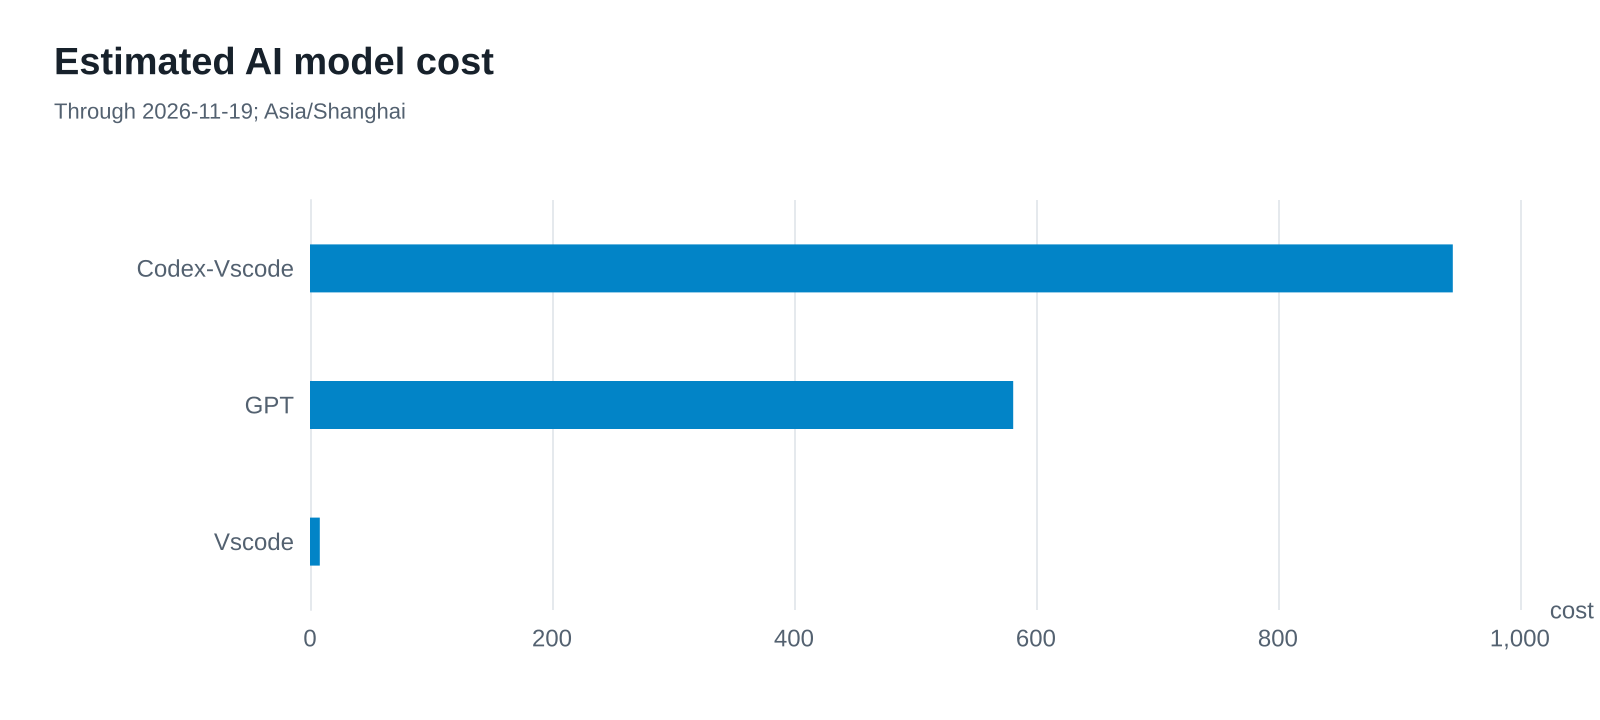 Estimated AI model cost
Through 2026-11-19; Asia/Shanghai
Codex-Vscode
GPT
Vscode
cost
0 200 400 600 800 1,000